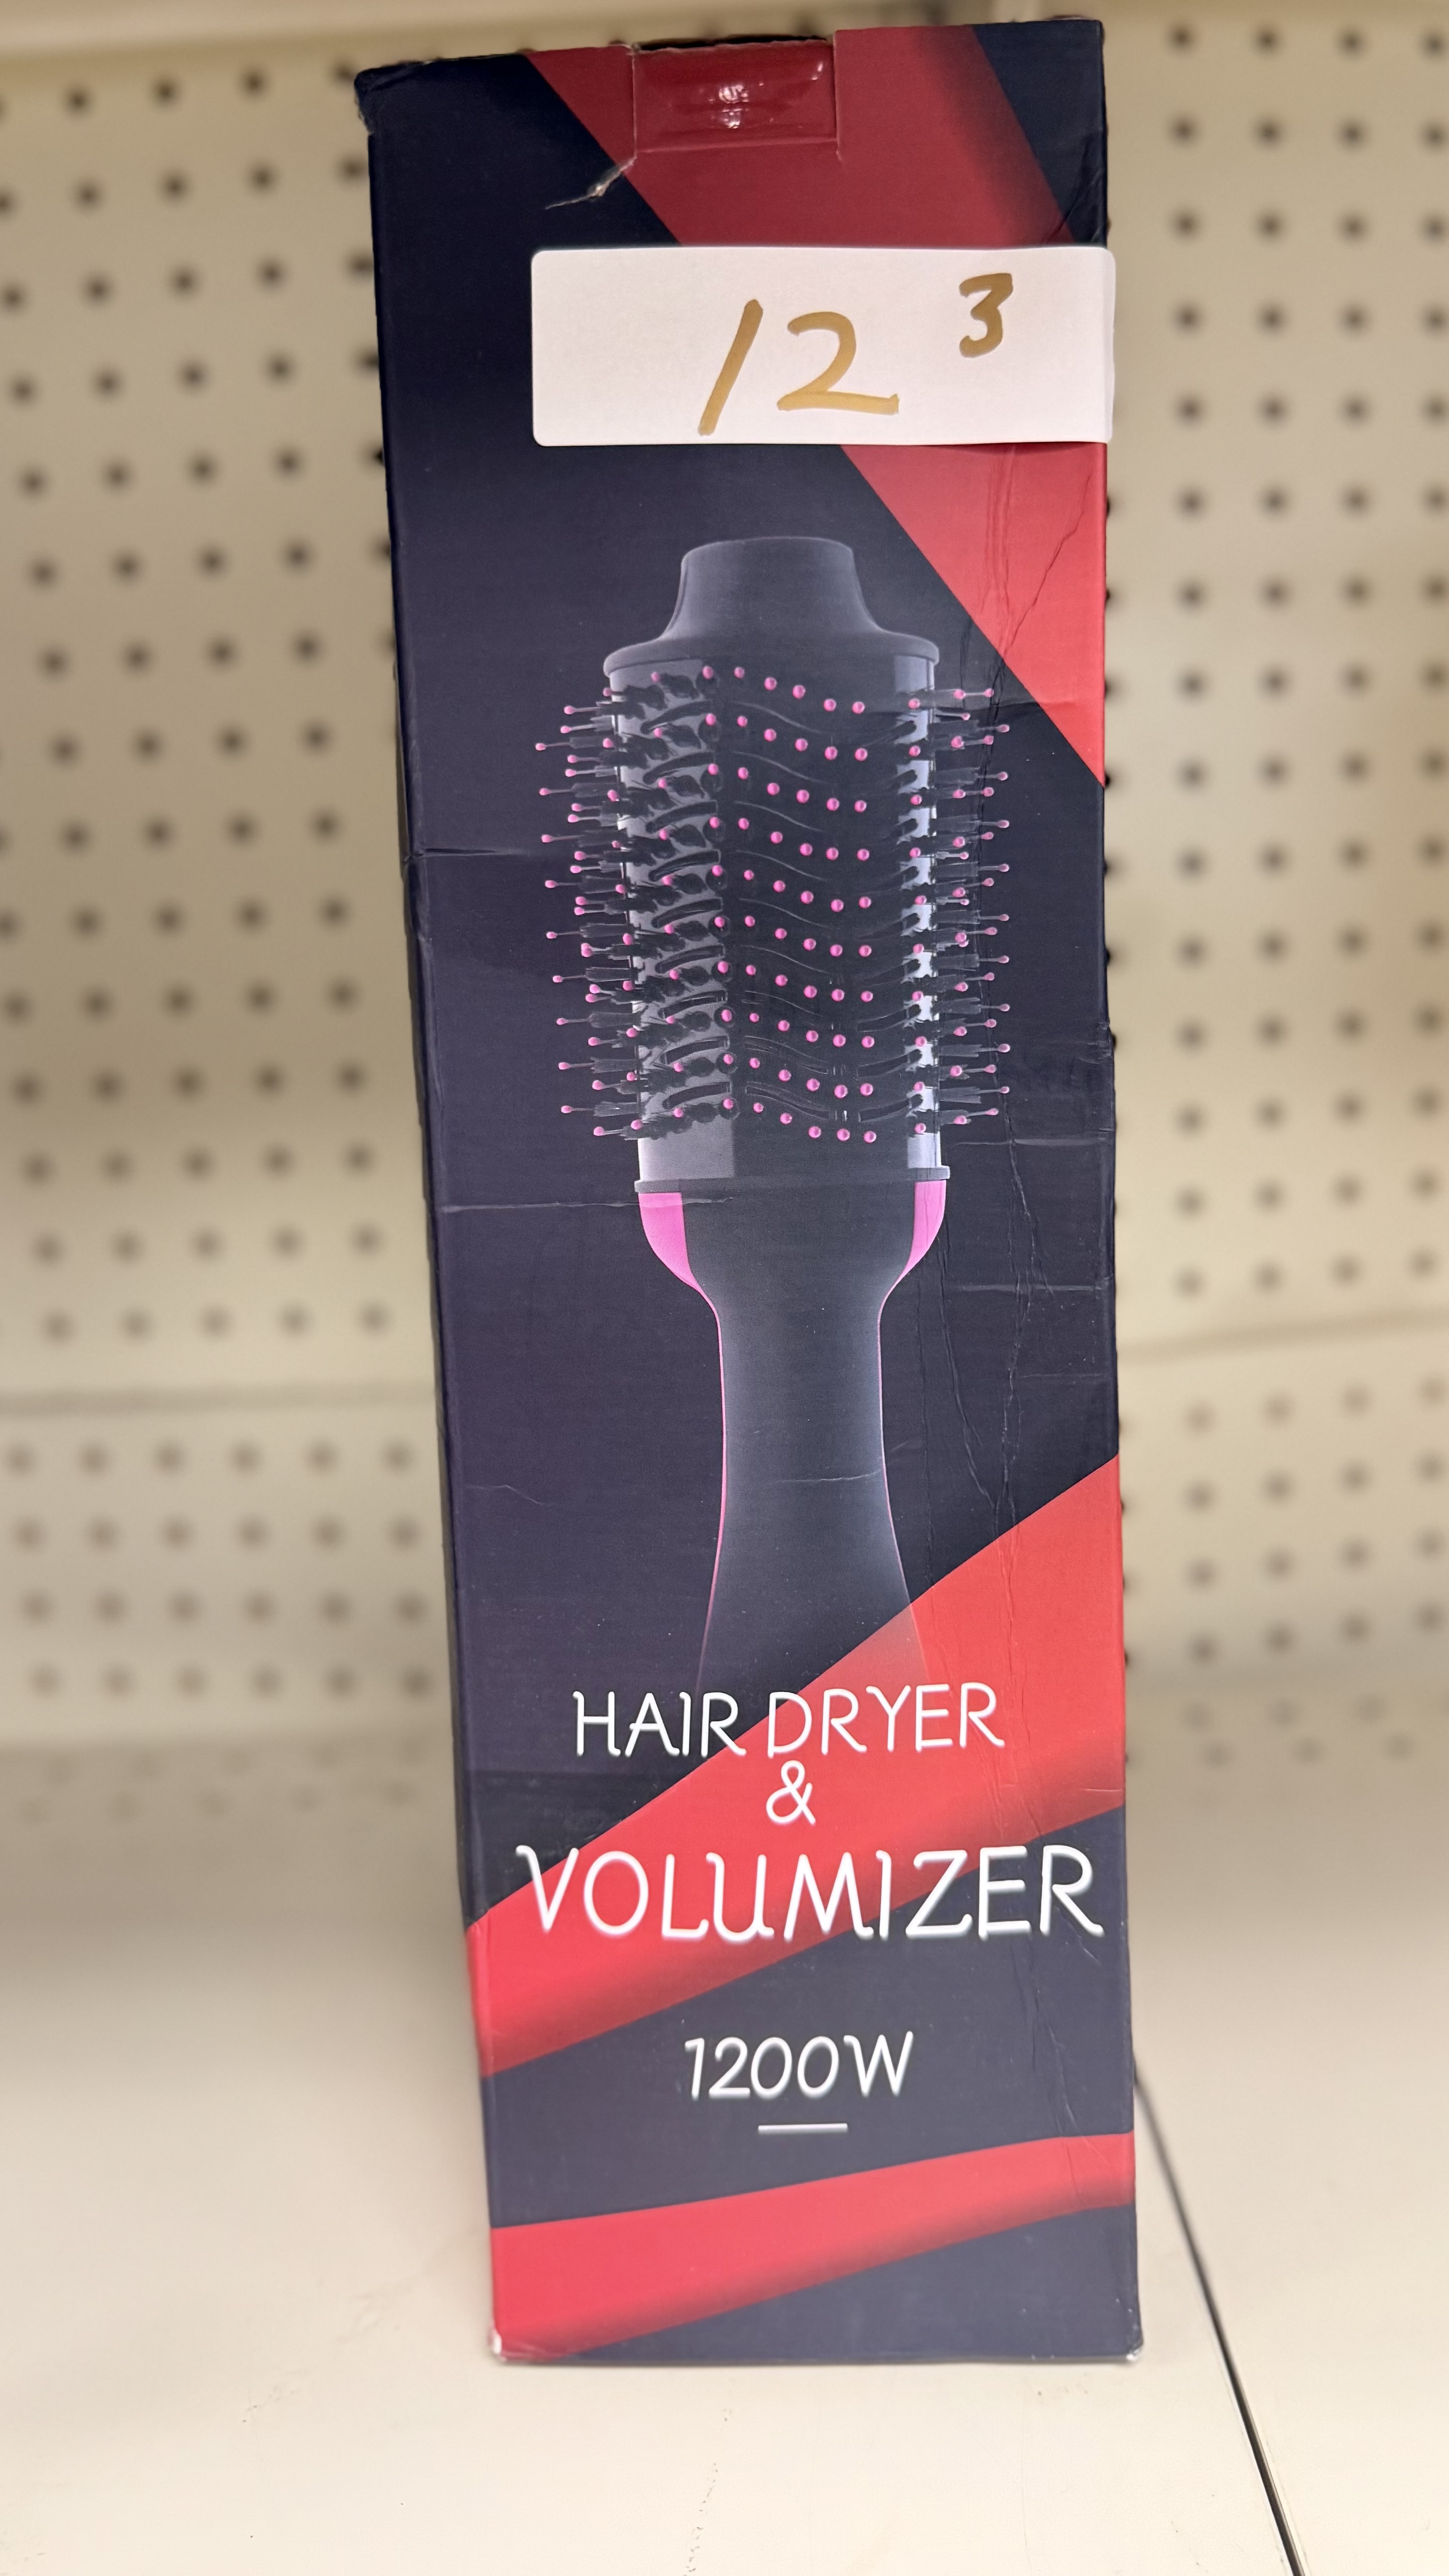 12 3
HAIR DRYER
&
VOLUMIZER
1200W